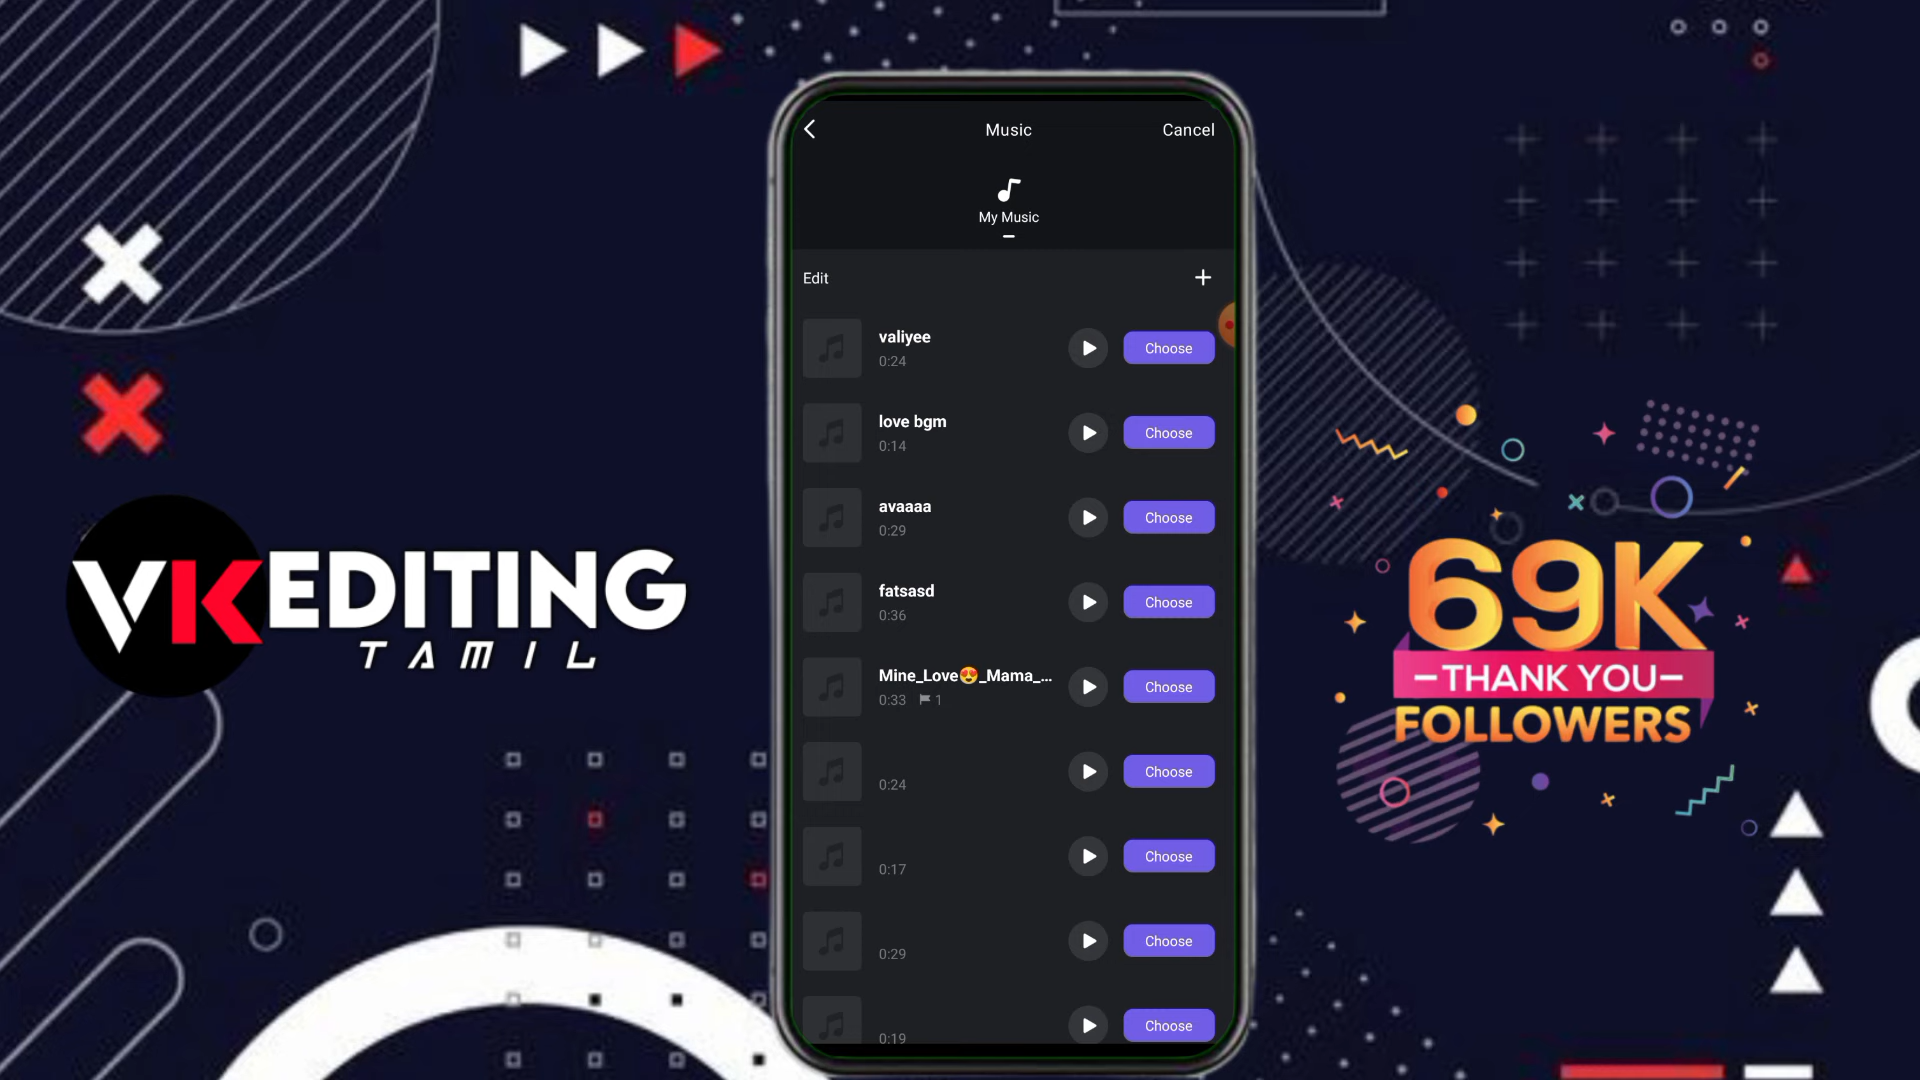 Music
Cancel
My Music
Edit
valiyee
0:24
Choose
love bgm
0:14
Choose
avaaaa
0:29
Choose
fatsasd
0:36
Choose
Mine_Love😍_Mama_...
0:33 1
Choose
0:24
Choose
0:17
Choose
0:29
Choose
0:19
Choose
VK EDITING
TAMIL
69K
THANK YOU
FOLLOWERS